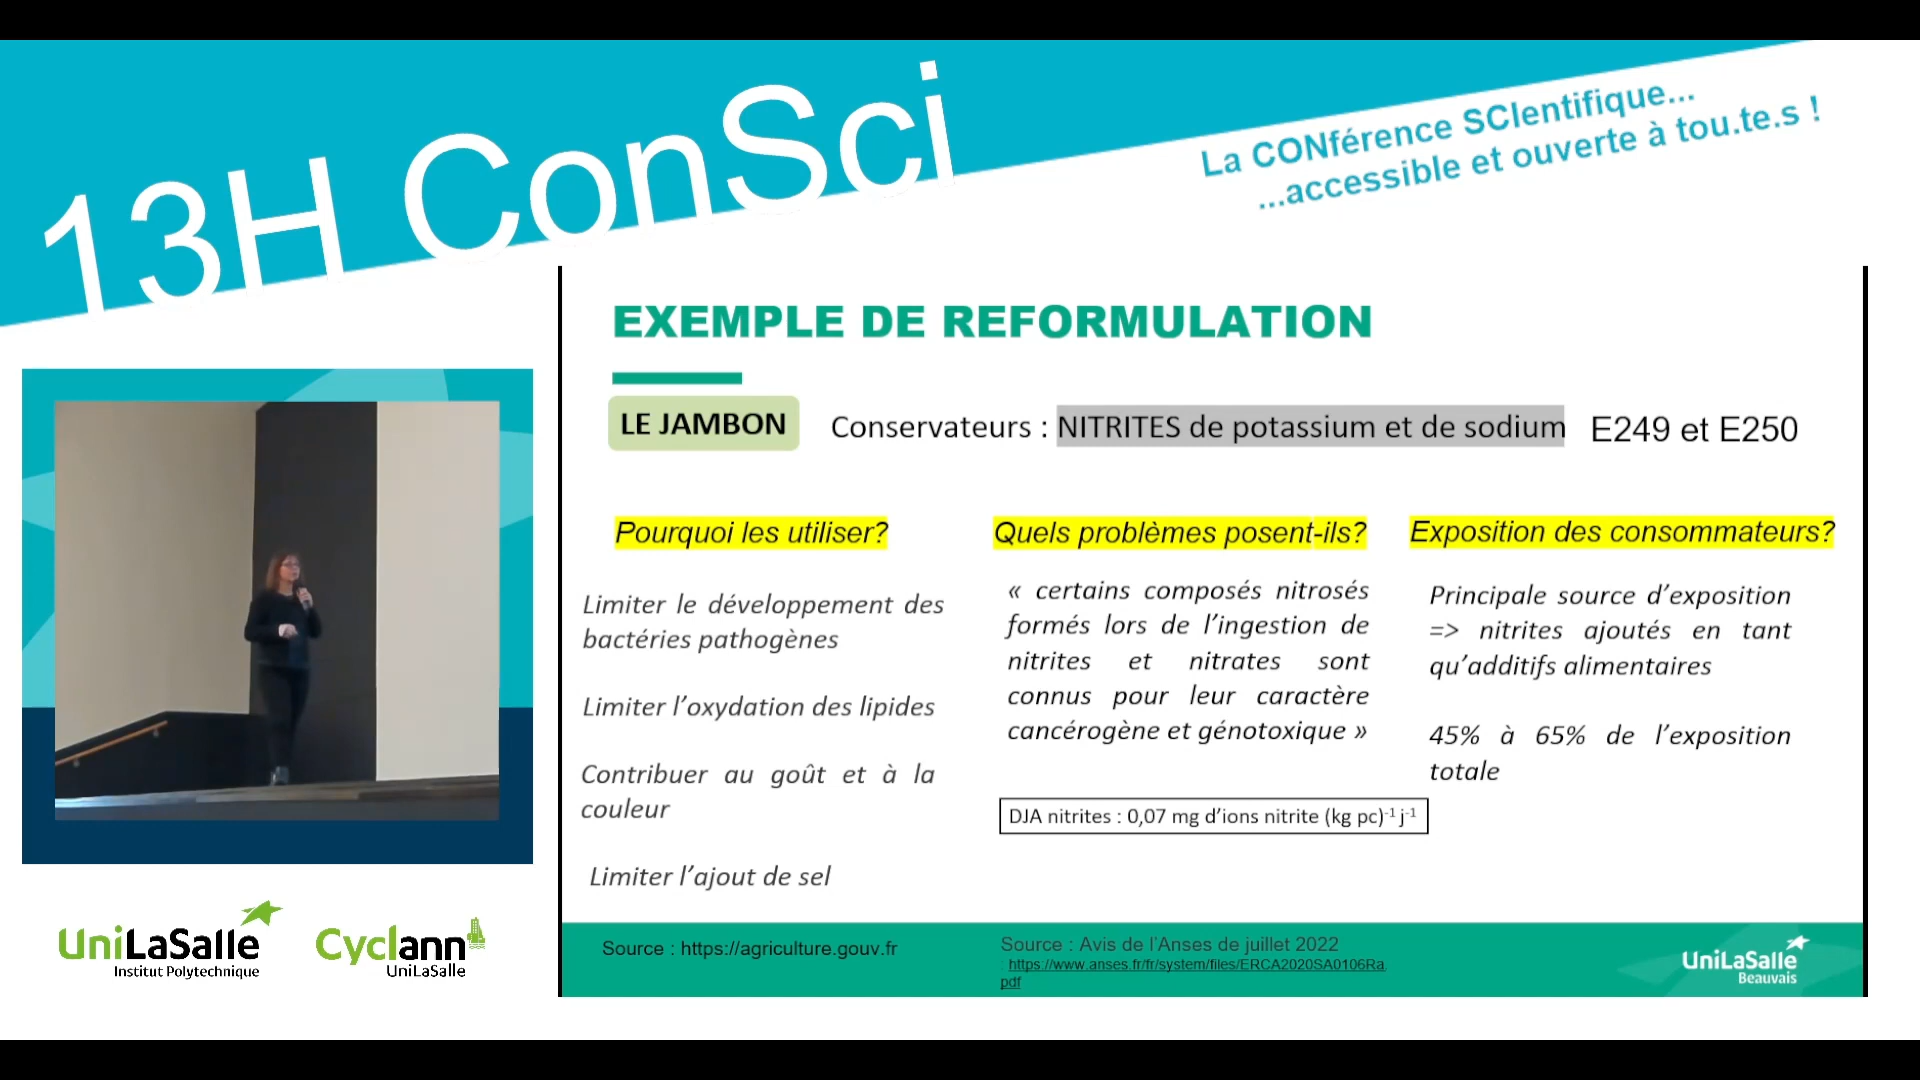 13H ConSci
La CONférence SCIentifique...
...accessible et ouverte à tou.te.s !
EXEMPLE DE REFORMULATION
LE JAMBON
Conservateurs : NITRITES de potassium et de sodium E249 et E250
Pourquoi les utiliser?
Limiter le développement des
bactéries pathogènes
Limiter l’oxydation des lipides
Contribuer au goût et à la
couleur
Limiter l’ajout de sel
Quels problèmes posent-ils?
« certains composés nitrosés
formés lors de l’ingestion de
nitrites et nitrates sont
connus pour leur caractère
cancérogène et génotoxique »
DJA nitrites : 0,07 mg d’ions nitrite (kg pc)⁻¹ j⁻¹
Exposition des consommateurs?
Principale source d’exposition
=> nitrites ajoutés en tant
qu’additifs alimentaires
45% à 65% de l’exposition
totale
Source : https://agriculture.gouv.fr
Source : Avis de l’Anses de juillet 2022
: https://www.anses.fr/fr/system/files/ERCA2020SA0106Ra.
pdf
UniLaSalle
Beauvais
UniLaSalle
Institut Polytechnique
Cyclann
UniLaSalle